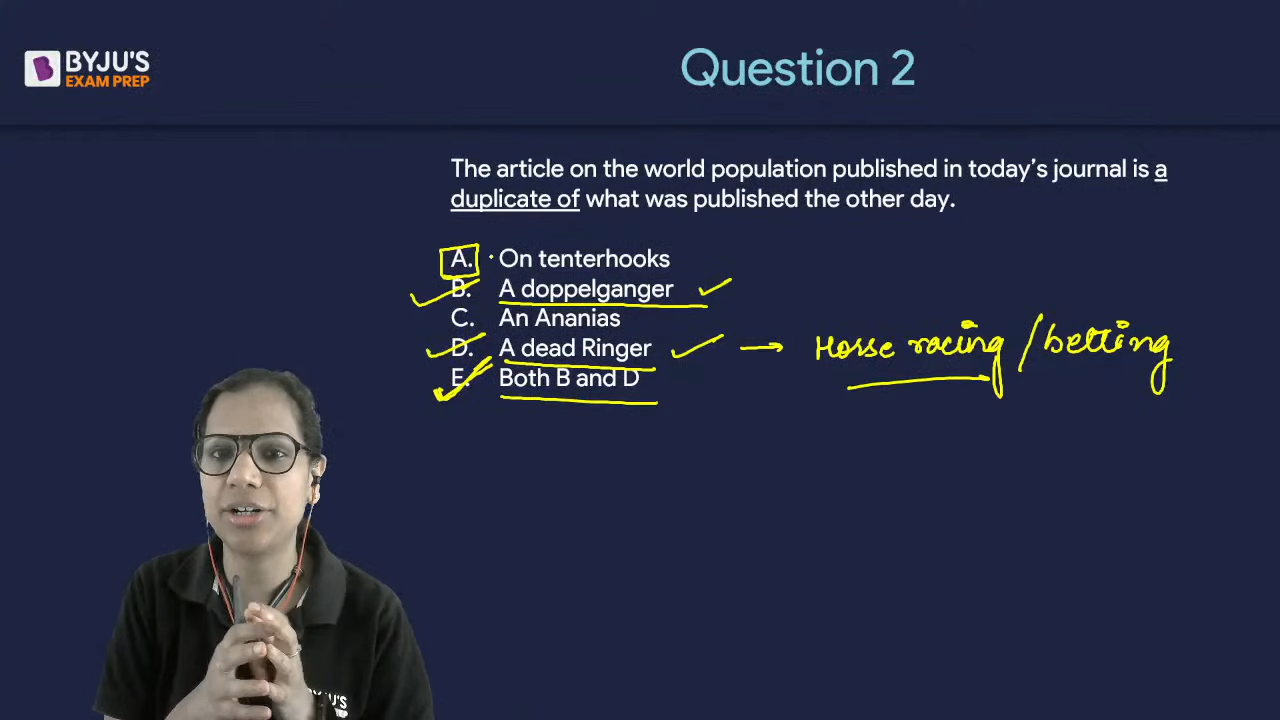 BYJU'S
EXAM PREP
Question 2
The article on the world population published in today's journal is a
duplicate of what was published the other day.
A. On tenterhooks
B. A doppelganger
C. An Ananias
D. A dead Ringer → Horse racing / betting
E. Both B and D